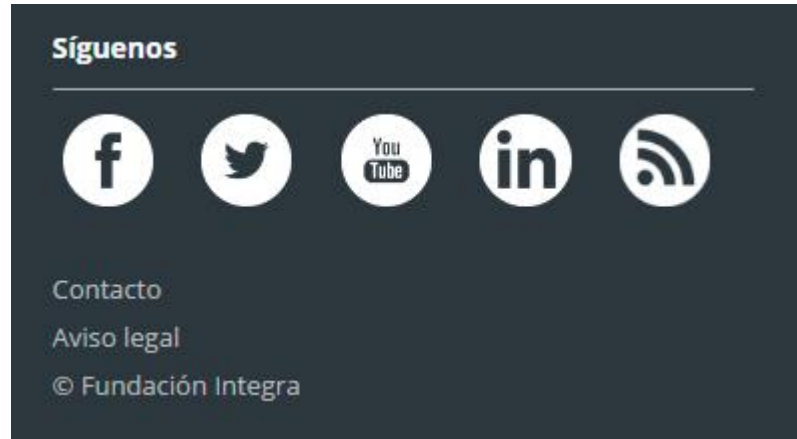 Síguenos
f You Tube in
Contacto
Aviso legal
© Fundación Integra